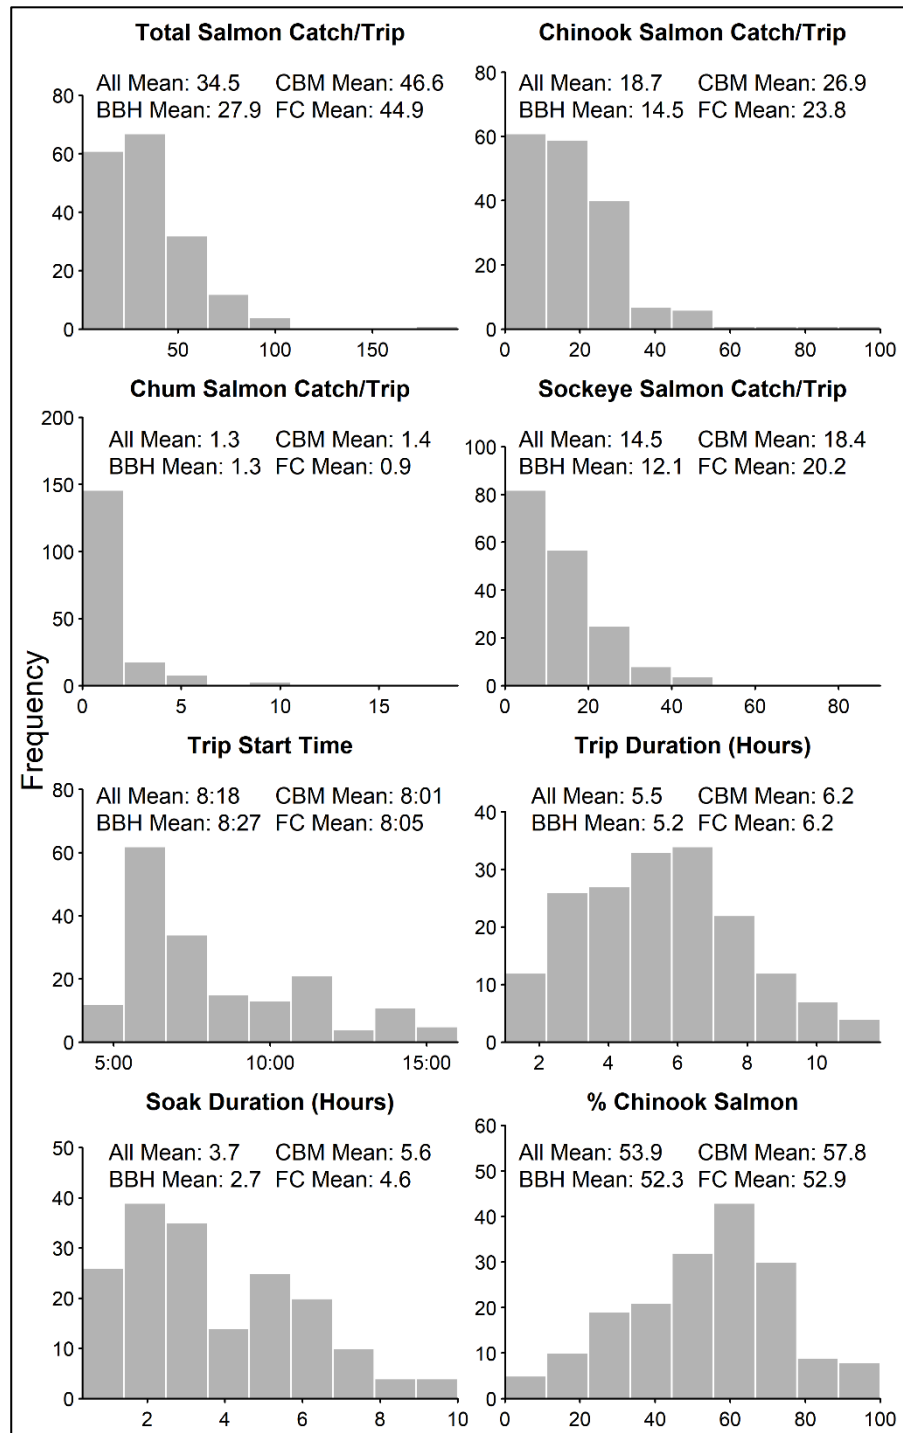 Total Salmon Catch/Trip
All Mean: 34.5 CBM Mean: 46.6
BBH Mean: 27.9 FC Mean: 44.9
80
60
40
20
0
50 100 150
Chinook Salmon Catch/Trip
All Mean: 18.7 CBM Mean: 26.9
BBH Mean: 14.5 FC Mean: 23.8
80
60
40
20
0
0 20 40 60 80 100
Chum Salmon Catch/Trip
All Mean: 1.3 CBM Mean: 1.4
BBH Mean: 1.3 FC Mean: 0.9
200
150
100
50
0
0 5 10 15
Sockeye Salmon Catch/Trip
All Mean: 14.5 CBM Mean: 18.4
BBH Mean: 12.1 FC Mean: 20.2
100
80
60
40
20
0
0 20 40 60 80
Frequency
Trip Start Time
All Mean: 8:18 CBM Mean: 8:01
BBH Mean: 8:27 FC Mean: 8:05
80
60
40
20
0
5:00 10:00 15:00
Trip Duration (Hours)
All Mean: 5.5 CBM Mean: 6.2
BBH Mean: 5.2 FC Mean: 6.2
40
30
20
10
0
2 4 6 8 10
Soak Duration (Hours)
All Mean: 3.7 CBM Mean: 5.6
BBH Mean: 2.7 FC Mean: 4.6
50
40
30
20
10
0
2 4 6 8 10
% Chinook Salmon
All Mean: 53.9 CBM Mean: 57.8
BBH Mean: 52.3 FC Mean: 52.9
60
50
40
30
20
10
0
0 20 40 60 80 100